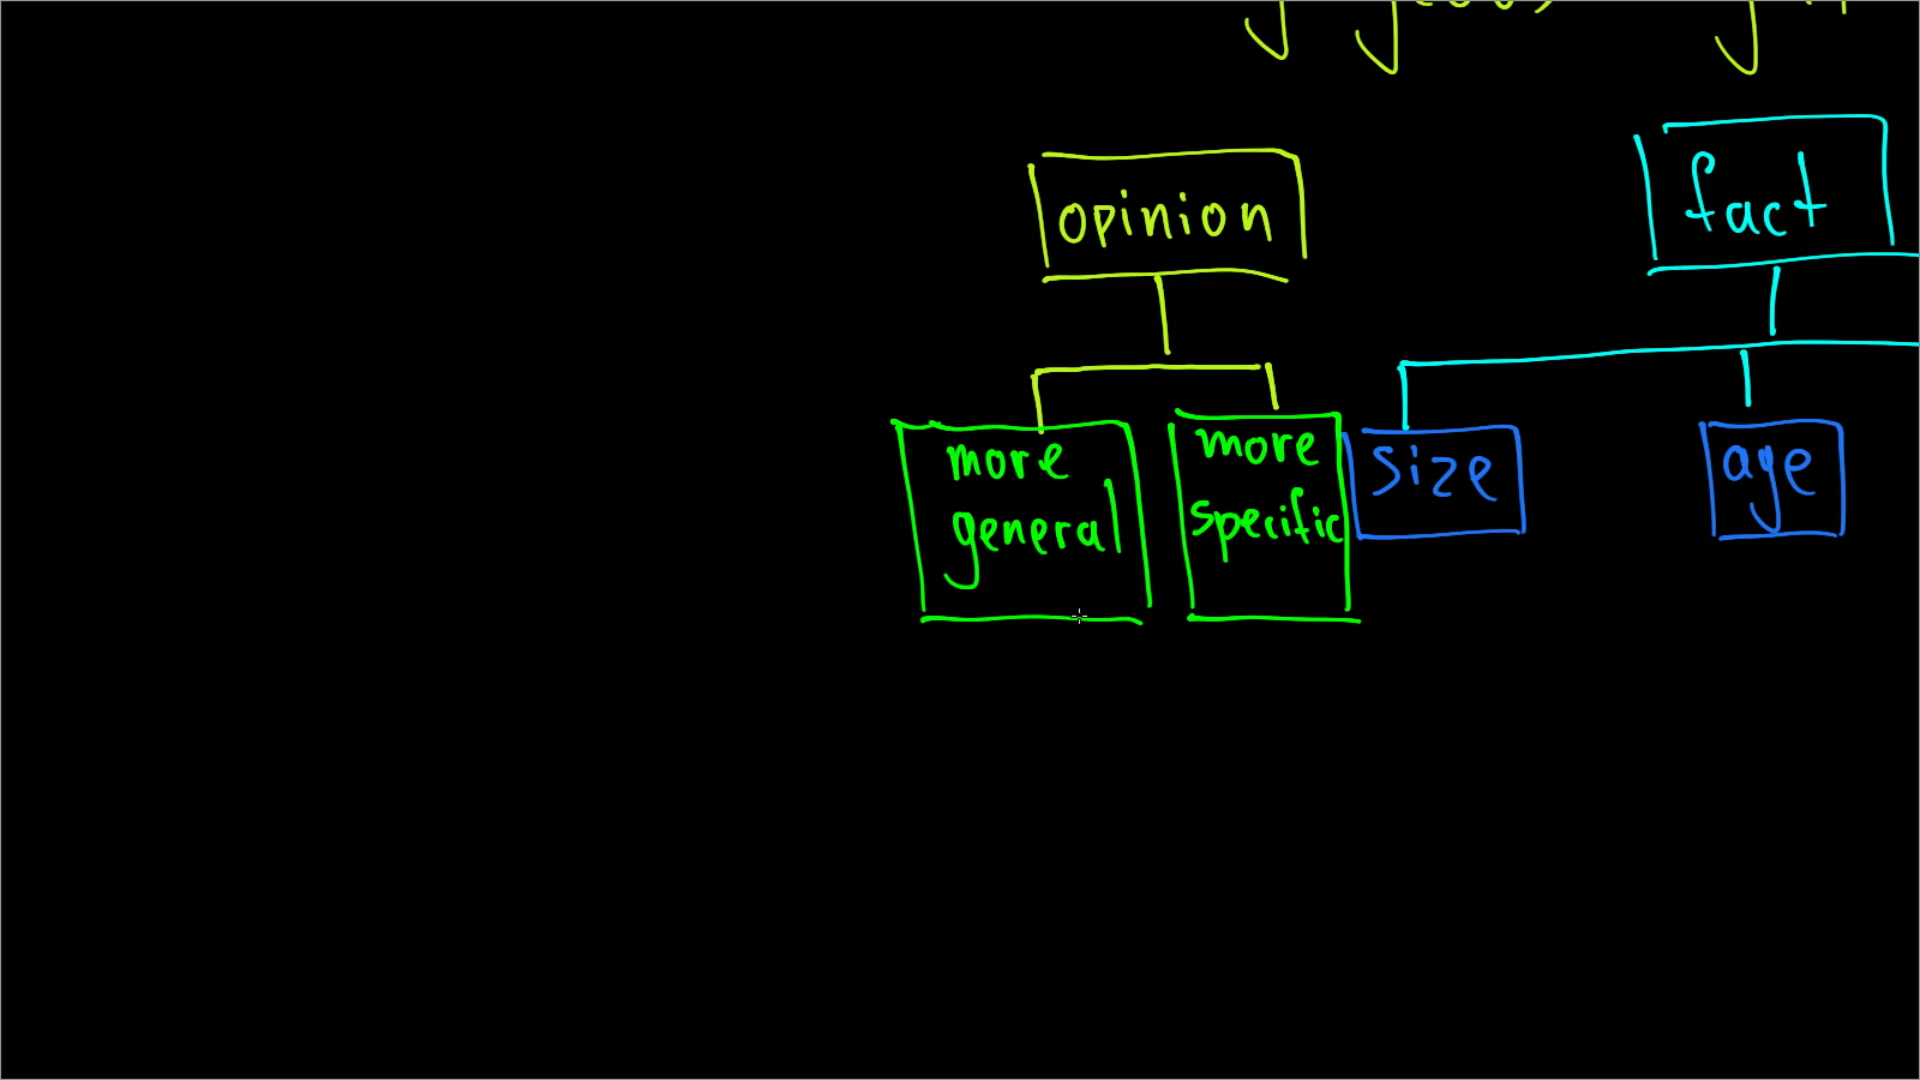 opinion
fact
more
general
more
specific
size
age